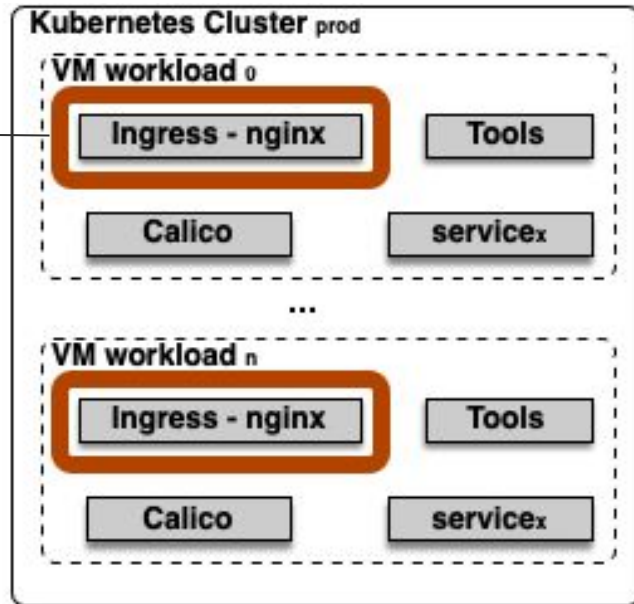 Kubernetes Cluster prod
VM workload 0
Ingress - nginx
Tools
Calico
servicex
...
VM workload n
Ingress - nginx
Tools
Calico
servicex